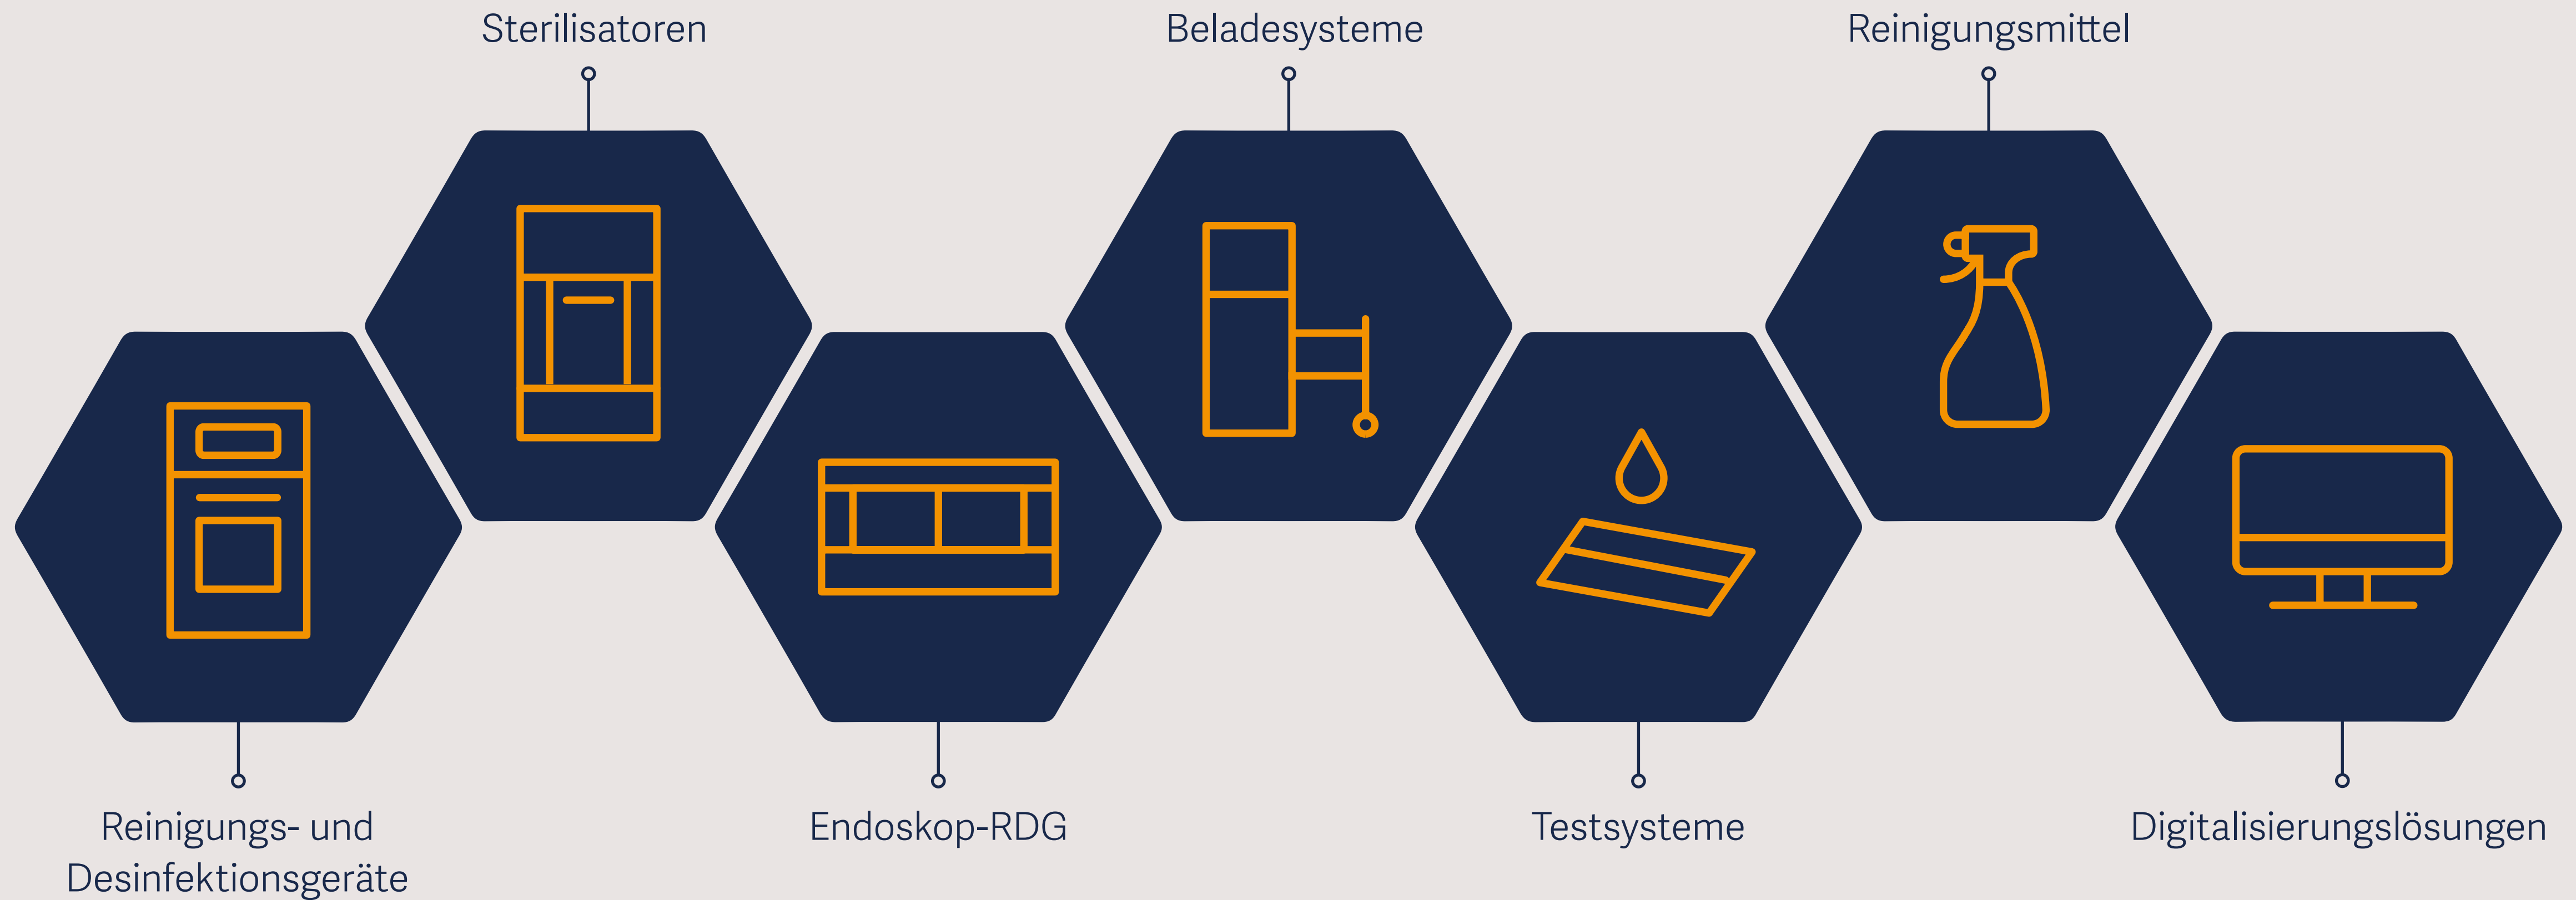 Sterilisatoren
Beladesysteme
Reinigungsmittel
Reinigungs- und
Desinfektionsgeräte
Endoskop-RDG
Testsysteme
Digitalisierungslösungen